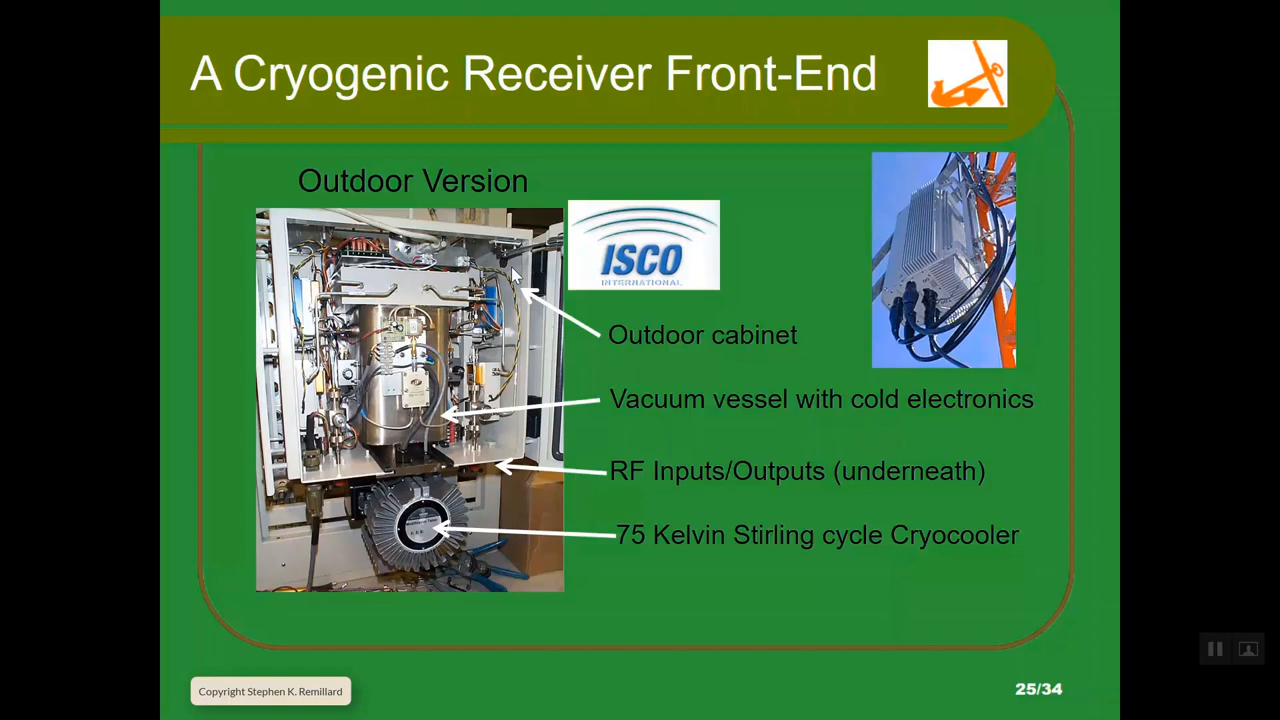 A Cryogenic Receiver Front-End
Outdoor Version
ISCO
INTERNATIONAL
Outdoor cabinet
Vacuum vessel with cold electronics
RF Inputs/Outputs (underneath)
75 Kelvin Stirling cycle Cryocooler
Copyright Stephen K. Remillard
25/34